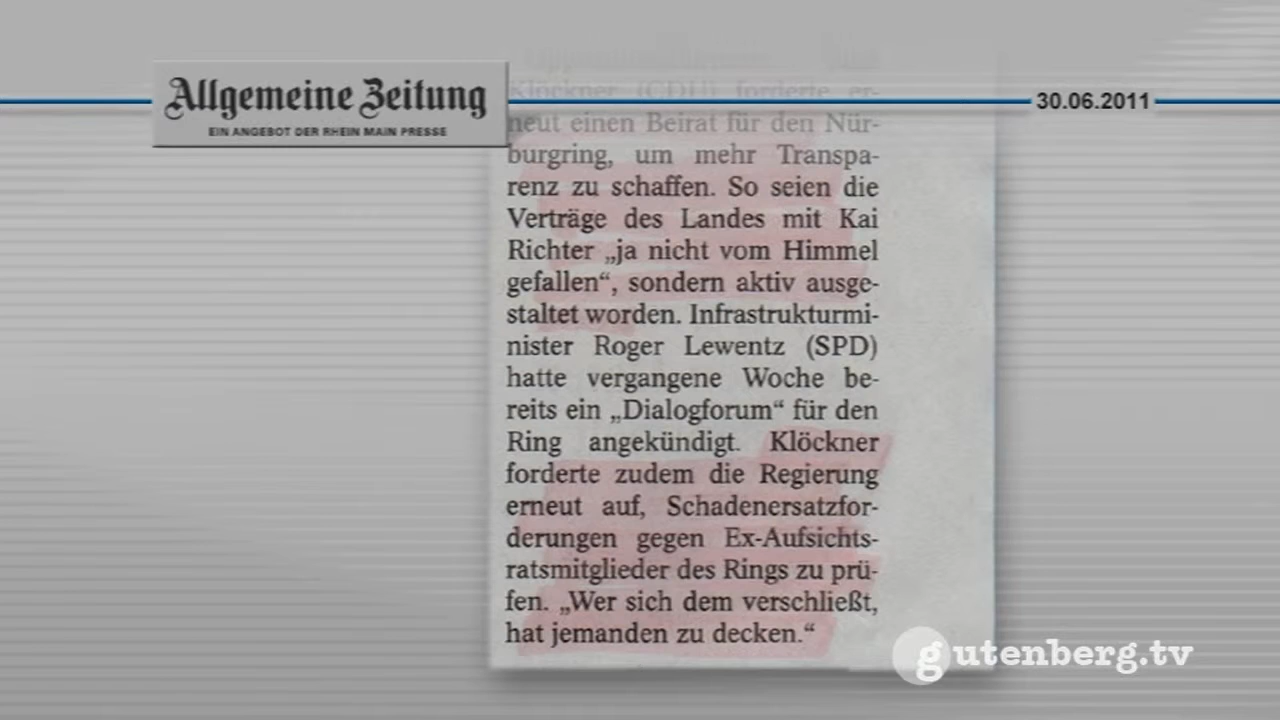 Allgemeine Zeitung
EIN ANGEBOT DER RHEIN MAIN PRESSE
30.06.2011
Klöckner (CDU) forderte er-
neut einen Beirat für den Nür-
burgring, um mehr Transpa-
renz zu schaffen. So seien die
Verträge des Landes mit Kai
Richter „ja nicht vom Himmel
gefallen“, sondern aktiv ausge-
staltet worden. Infrastrukturmi-
nister Roger Lewentz (SPD)
hatte vergangene Woche be-
reits ein „Dialogforum“ für den
Ring angekündigt. Klöckner
forderte zudem die Regierung
erneut auf, Schadenersatzfor-
derungen gegen Ex-Aufsichts-
ratsmitglieder des Rings zu prü-
fen. „Wer sich dem verschließt,
hat jemanden zu decken.“
gutenberg.tv